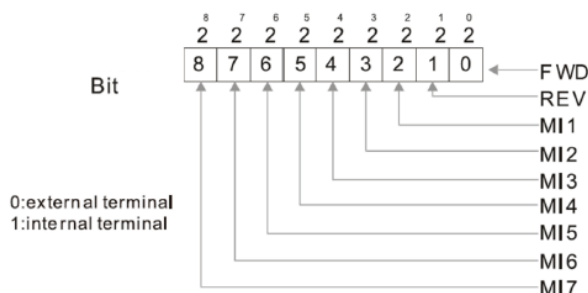 8 7 6 5 4 3 2 1 0
2 2 2 2 2 2 2 2 2
8 7 6 5 4 3 2 1 0
Bit
FWD
REV
MI1
MI2
MI3
MI4
MI5
MI6
MI7
0:external terminal
1:internal terminal